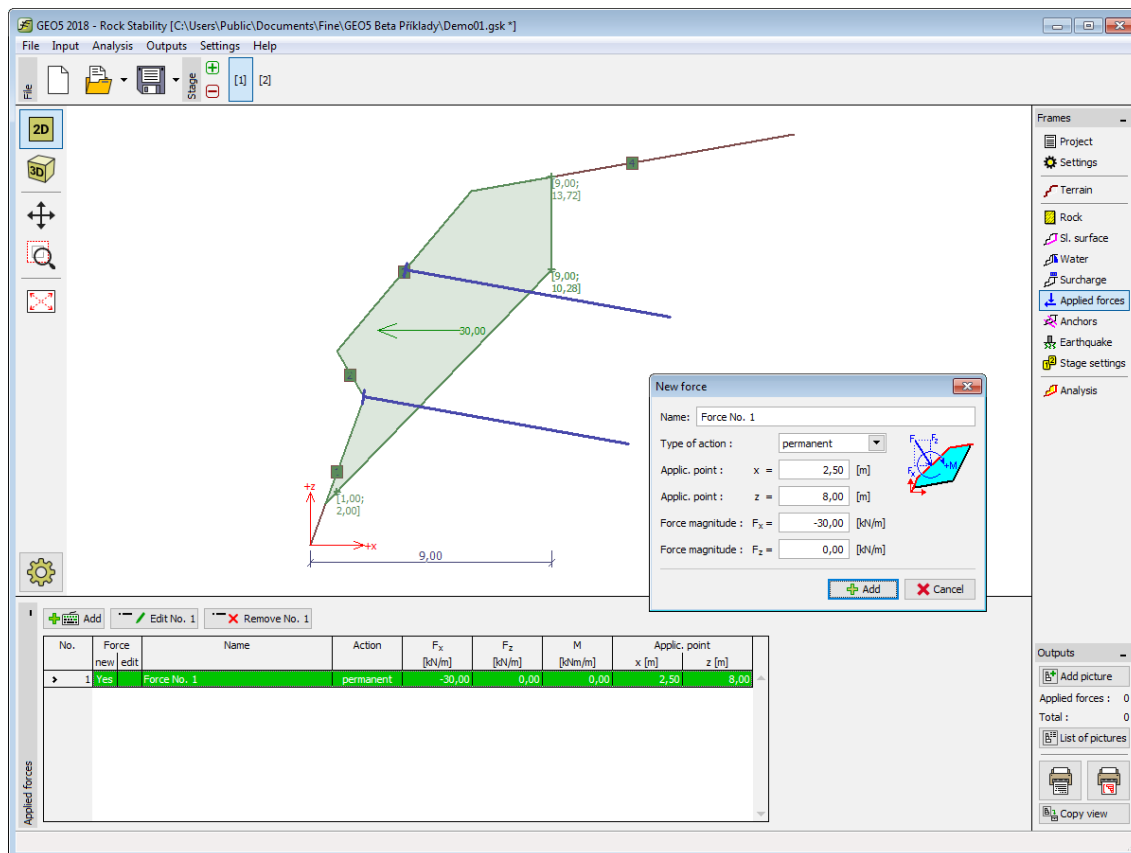 GEO5 2018 - Rock Stability [C:\Users\Public\Documents\Fine\GEO5 Beta Příklady\Demo01.gsk *]
File Input Analysis Outputs Settings Help
File
Stage
[1] [2]
2D
3D
[9,00;
13,72]
4
[9,00;
10,28]
30,00
[1,00;
2,00]
+z
+x
9,00
New force
Name: Force No. 1
Type of action : permanent
Applic. point : x = 2,50 [m]
Applic. point : z = 8,00 [m]
Force magnitude : Fx = -30,00 [kN/m]
Force magnitude : Fz = 0,00 [kN/m]
F Fz
Fx +M
Add Cancel
Frames
Project
Settings
Terrain
Rock
Sl. surface
Water
Surcharge
Applied forces
Anchors
Earthquake
Stage settings
Analysis
Applied forces
Add Edit No. 1 Remove No. 1
No. Force Name Action Fx Fz M Applic. point
new edit [kN/m] [kN/m] [kNm/m] x [m] z [m]
> 1 Yes Force No. 1 permanent -30,00 0,00 0,00 2,50 8,00
Outputs
Add picture
Applied forces : 0
Total : 0
List of pictures
Copy view